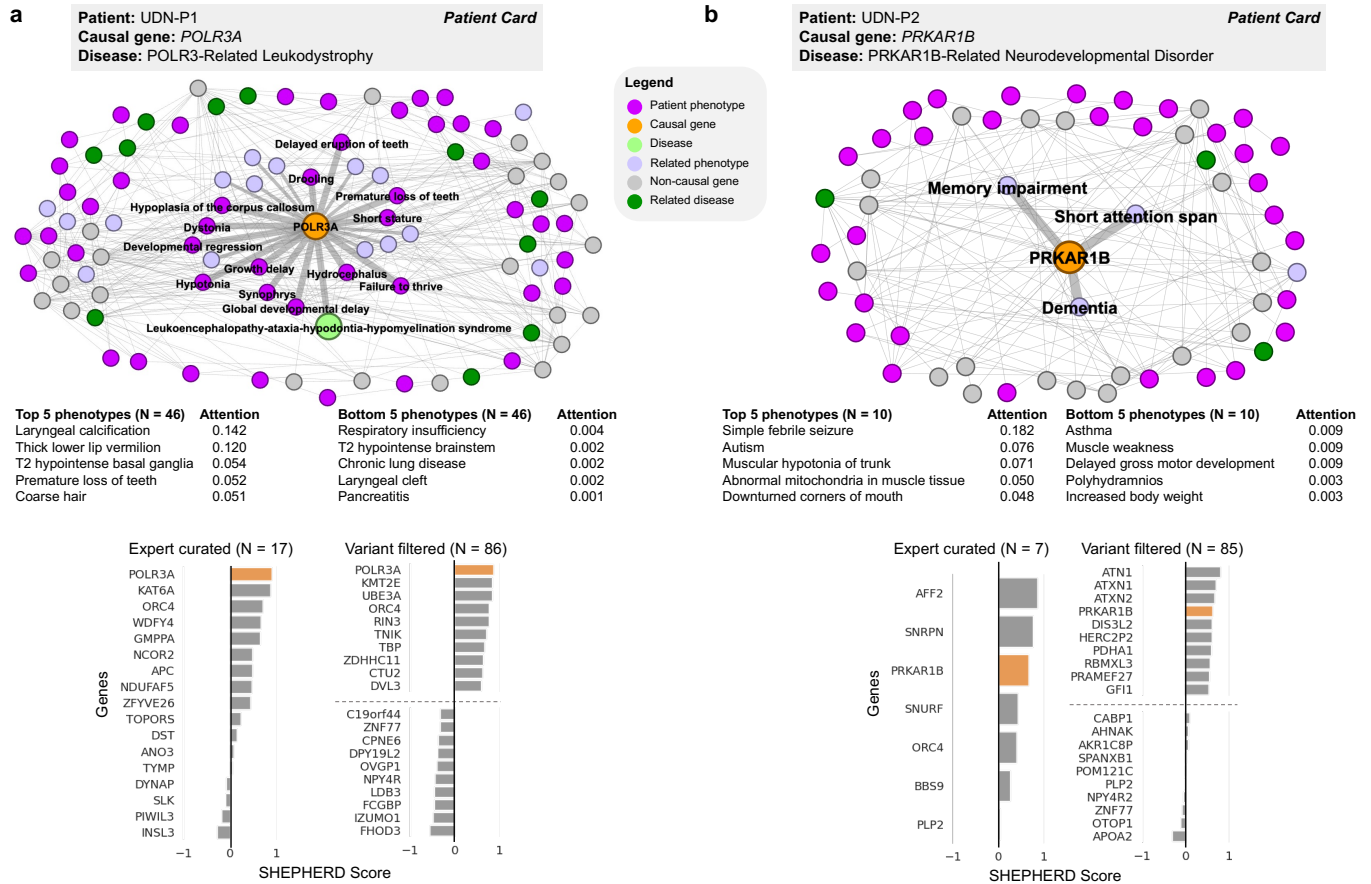 a
Patient: UDN-P1 Patient Card
Causal gene: POLR3A
Disease: POLR3-Related Leukodystrophy
Delayed eruption of teeth
Drooling
Premature loss of teeth
Hypoplasia of the corpus callosum
Short stature
Dystonia
POLR3A
Developmental regression
Growth delay
Hydrocephalus
Hypotonia
Failure to thrive
Synophrys
Global developmental delay
Leukoencephalopathy-ataxia-hypodontia-hypomyelination syndrome
Legend
Patient phenotype
Causal gene
Disease
Related phenotype
Non-causal gene
Related disease
Top 5 phenotypes (N = 46) Attention Bottom 5 phenotypes (N = 46) Attention
Laryngeal calcification 0.142 Respiratory insufficiency 0.004
Thick lower lip vermilion 0.120 T2 hypointense brainstem 0.002
T2 hypointense basal ganglia 0.054 Chronic lung disease 0.002
Premature loss of teeth 0.052 Laryngeal cleft 0.002
Coarse hair 0.051 Pancreatitis 0.001
Expert curated (N = 17)
Genes
POLR3A
KAT6A
ORC4
WDFY4
GMPPA
NCOR2
APC
NDUFAF5
ZFYVE26
TOPORS
DST
ANO3
TYMP
DYNAP
SLK
PIWIL3
INSL3
−1 0 1
Variant filtered (N = 86)
POLR3A
KMT2E
UBE3A
ORC4
RIN3
TNIK
TBP
ZDHHC11
CTU2
DVL3
C19orf44
ZNF77
CPNE6
DPY19L2
OVGP1
NPY4R
LDB3
FCGBP
IZUMO1
FHOD3
−1 0 1
SHEPHERD Score
b
Patient: UDN-P2 Patient Card
Causal gene: PRKAR1B
Disease: PRKAR1B-Related Neurodevelopmental Disorder
Memory impairment
Short attention span
PRKAR1B
Dementia
Top 5 phenotypes (N = 10) Attention Bottom 5 phenotypes (N = 10) Attention
Simple febrile seizure 0.182 Asthma 0.009
Autism 0.076 Muscle weakness 0.009
Muscular hypotonia of trunk 0.071 Delayed gross motor development 0.009
Abnormal mitochondria in muscle tissue 0.050 Polyhydramnios 0.003
Downturned corners of mouth 0.048 Increased body weight 0.003
Expert curated (N = 7)
Genes
AFF2
SNRPN
PRKAR1B
SNURF
ORC4
BBS9
PLP2
−1 0 1
Variant filtered (N = 85)
ATN1
ATXN1
ATXN2
PRKAR1B
DIS3L2
HERC2P2
PDHA1
RBMXL3
PRAMEF27
GFI1
CABP1
AHNAK
AKR1C8P
SPANXB1
POM121C
PLP2
NPY4R2
ZNF77
OTOP1
APOA2
−1 0 1
SHEPHERD Score